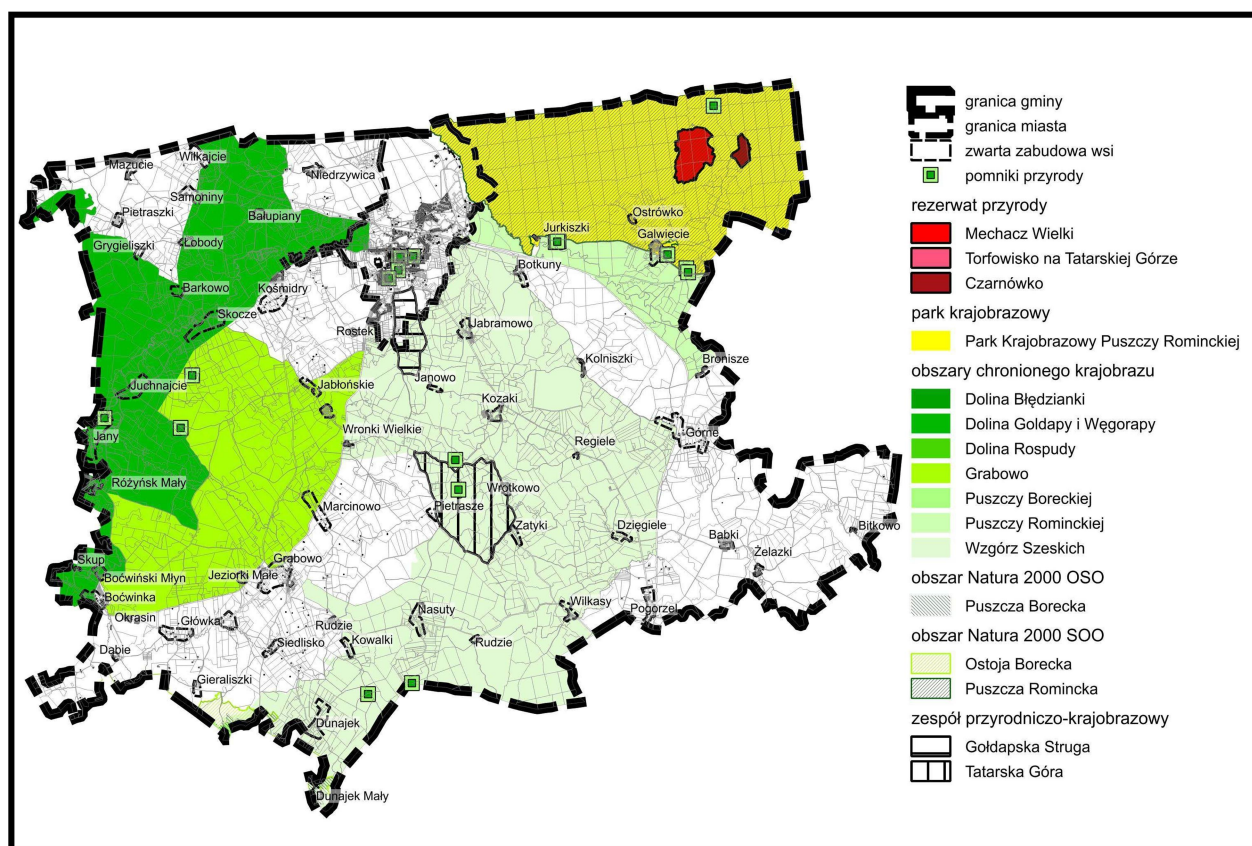 granica gminy
granica miasta
zwarta zabudowa wsi
pomniki przyrody
rezerwat przyrody
Mechacz Wielki
Torfowisko na Tatarskiej Górze
Czarnówko
park krajobrazowy
Park Krajobrazowy Puszczy Rominckiej
obszary chronionego krajobrazu
Dolina Błędzianki
Dolina Goldapy i Węgorapy
Dolina Rospudy
Grabowo
Puszczy Boreckiej
Puszczy Rominckiej
Wzgórz Szeskich
obszar Natura 2000 OSO
Puszcza Borecka
obszar Natura 2000 SOO
Ostoja Borecka
Puszcza Romincka
zespół przyrodniczo-krajobrazowy
Gołdapska Struga
Tatarska Góra
Mazucie
Wilkajcie
Niedrzywica
Samoniny
Pietraszki
Bałupiany
Łobody
Grygieliszki
Barkowo
Kośmidry
Skocze
Rostek
Jurkiszki
Ostrówko
Galwiecie
Botkuny
Jabramowo
Kolniszki
Bronisze
Juchnajcie
Jabłońskie
Janowo
Kozaki
Jany
Wronki Wielkie
Regiele
Górne
Różyńsk Mały
Marcinowo
Pietrasze
Wrotkowo
Zatyki
Dzięgiele
Babki
Bitkowo
Żelazki
Skup
Boćwiński Młyn
Jeziorki Małe
Grabowo
Boćwinka
Okrasin
Główka
Rudzie
Nasuty
Wilkasy
Pogorzel
Dąbie
Siedlisko
Kowalki
Rudzie
Gieraliszki
Dunajek
Dunajek Mały